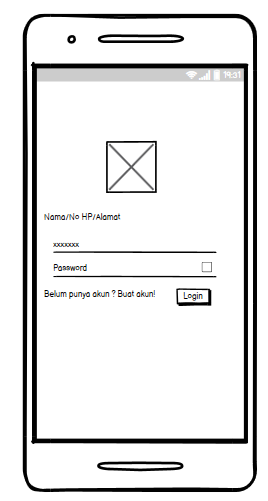 19:31
Nama/No HP/Alamat
xxxxxxx
Password
Belum punya akun ? Buat akun!
Login